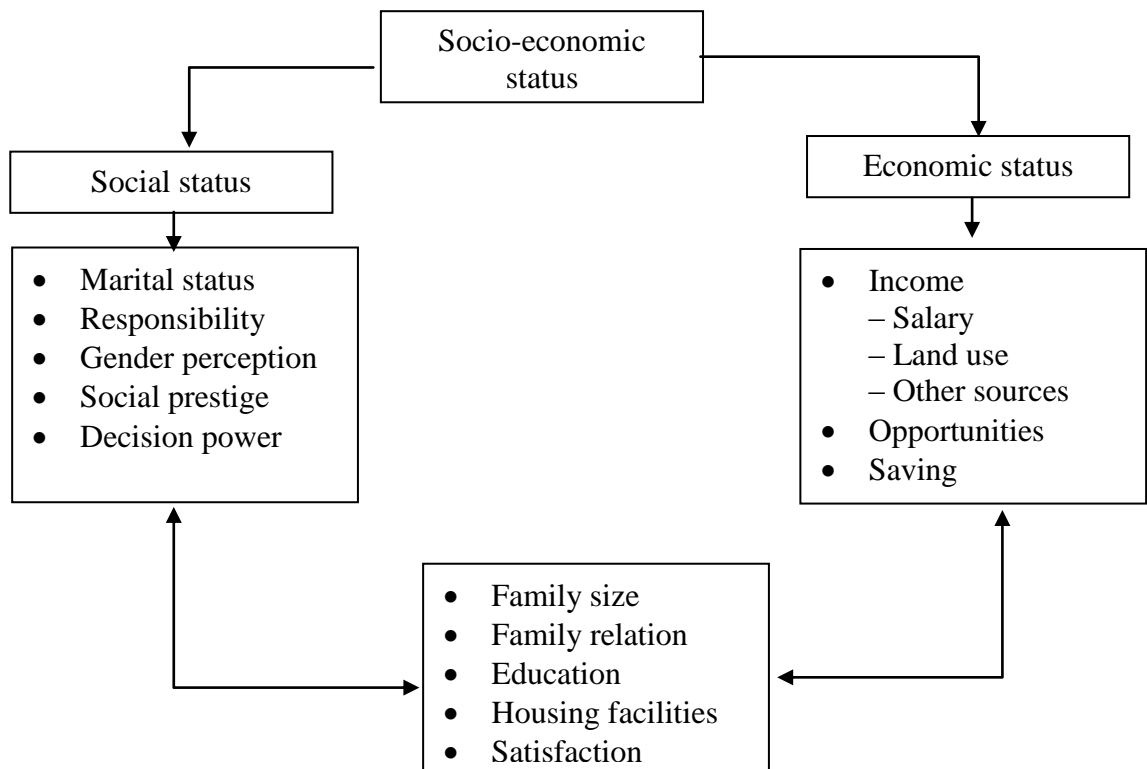 Socio-economic
status
Social status
Economic status
• Marital status
• Responsibility
• Gender perception
• Social prestige
• Decision power
• Income
– Salary
– Land use
– Other sources
• Opportunities
• Saving
• Family size
• Family relation
• Education
• Housing facilities
• Satisfaction